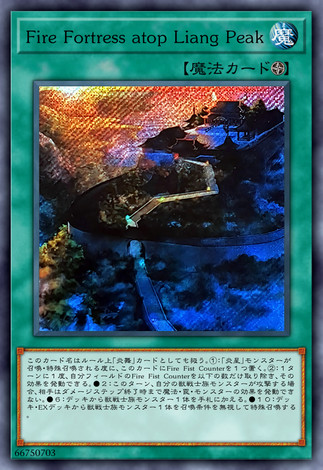 Fire Fortress atop Liang Peak
魔
【魔法カード】
このカード名はルール上「炎舞」カードとしても扱う。①:「炎星」モンスターが
召喚・特殊召喚される度に、このカードにFire Fist Counterを1つ置く。②:1タ
ーンに1度、自分フィールドのFire Fist Counterを以下の数だけ取り除き、その
効果を発動できる。●2:このターン、自分の獣戦士族モンスターが攻撃する場
合、相手はダメージステップ終了時まで魔法・罠・モンスターの効果を発動できな
い。●6:デッキから獣戦士族モンスター1体を手札に加える。●10:デッ
キ・EXデッキから獣戦士族モンスター1体を召喚条件を無視して特殊召喚す
る。
66750703